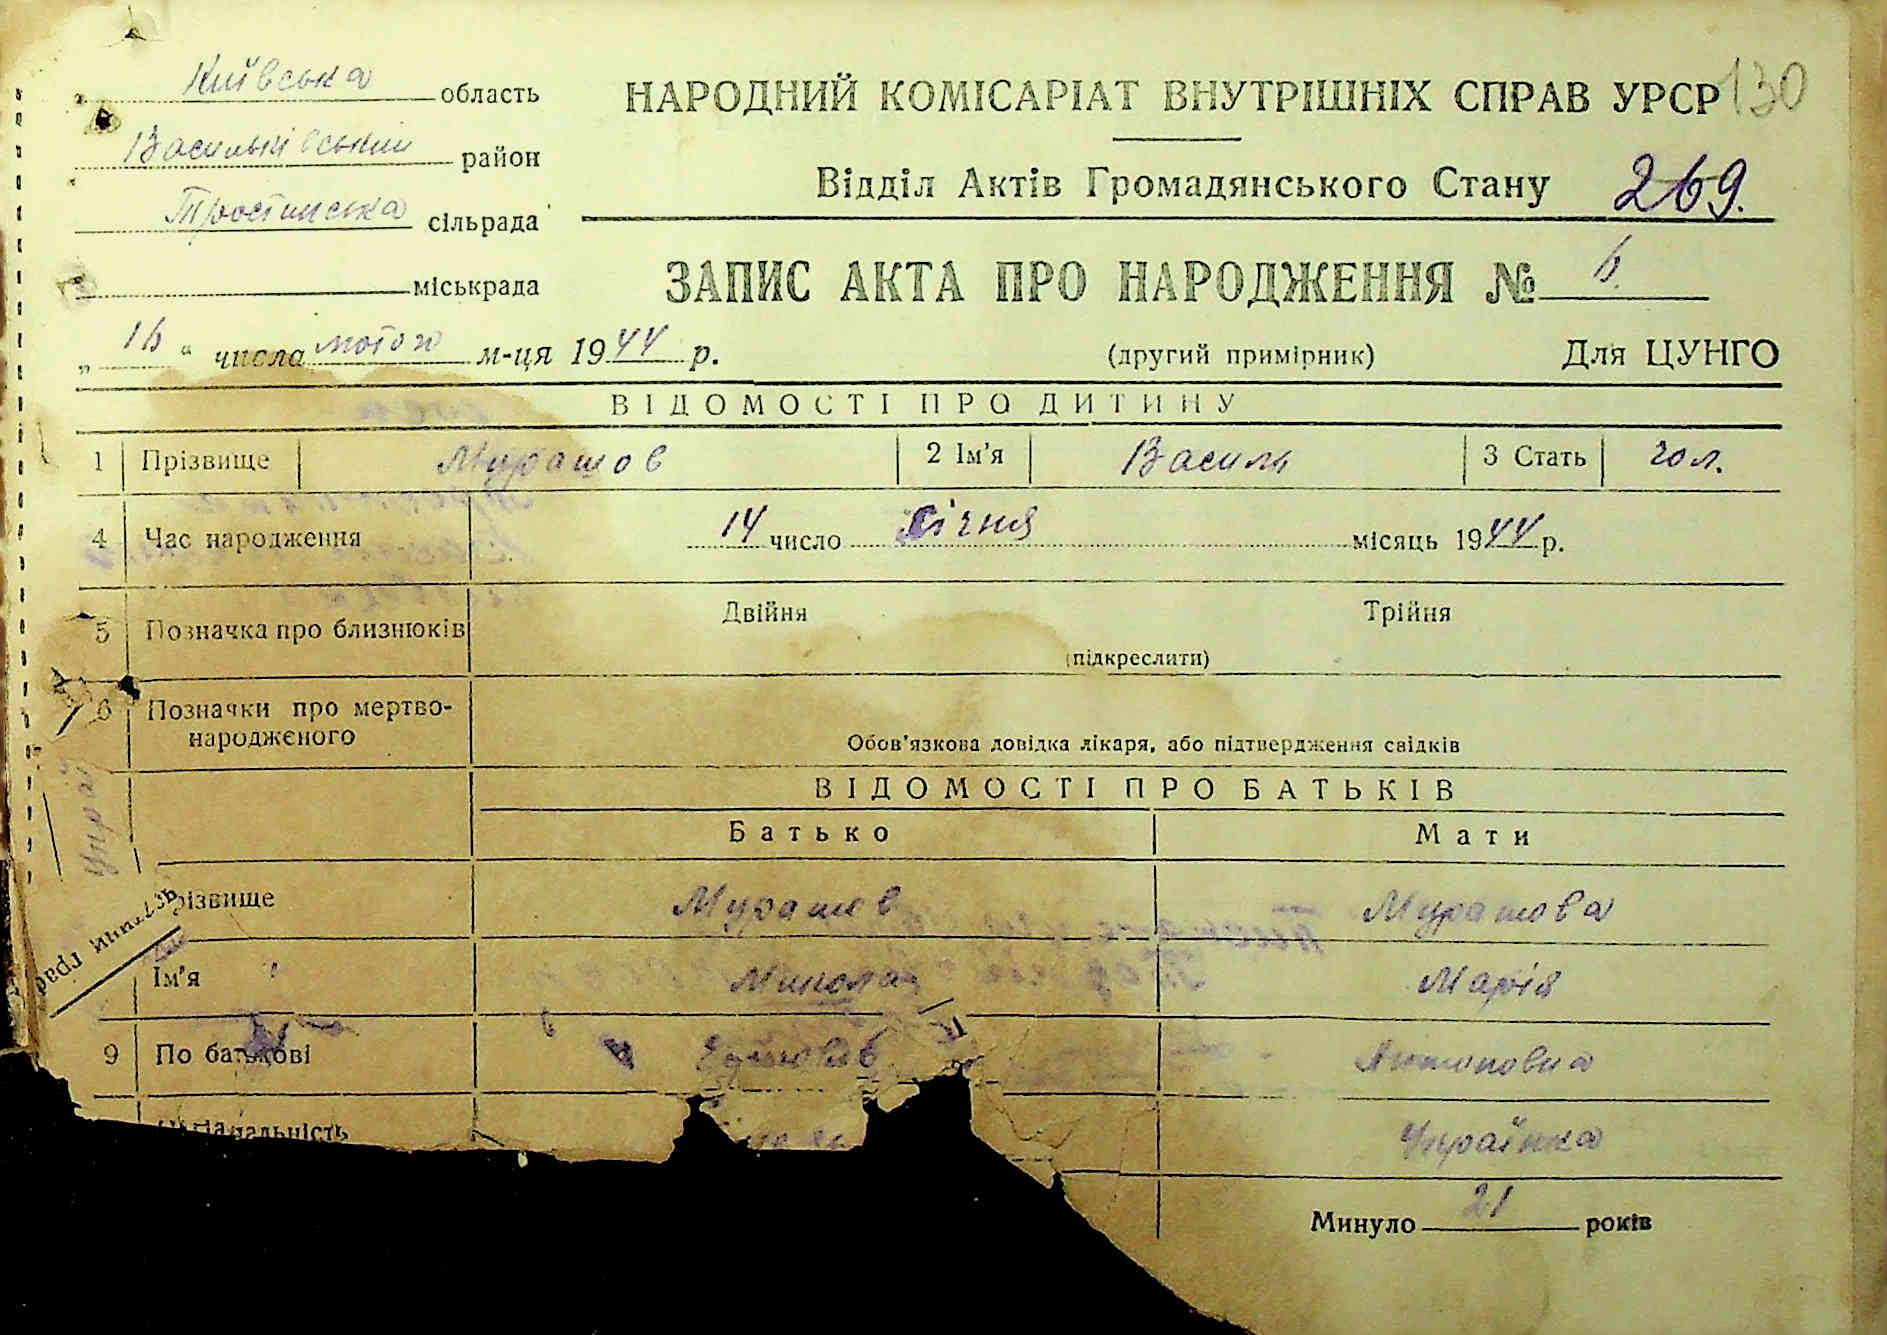 Київська область
Васильківський район
Тростинська сільрада
міськрада
НАРОДНИЙ КОМІСАРІАТ ВНУТРІШНІХ СПРАВ УРСР 130
Відділ Актів Громадянського Стану 269.
ЗАПИС АКТА ПРО НАРОДЖЕННЯ № 6
„16“ числа лютого м-ця 1944 р. (другий примірник) Для ЦУНГО
ВІДОМОСТІ ПРО ДИТИНУ
1 Прізвище Мурашов 2 Ім'я Василь 3 Стать чол.
4 Час народження 14 число січня місяць 1944 р.
5 Позначка про близнюків Двійня Трійня
(підкреслити)
6 Позначки про мертво-
народженого
Обов'язкова довідка лікаря, або підтвердження свідків
ВІДОМОСТІ ПРО БАТЬКІВ
Батько Мати
різвище Мурашов Мурашова
Ім'я Микола Марія
9 По батькові Антоновна
національність Українка
Минуло 21 років